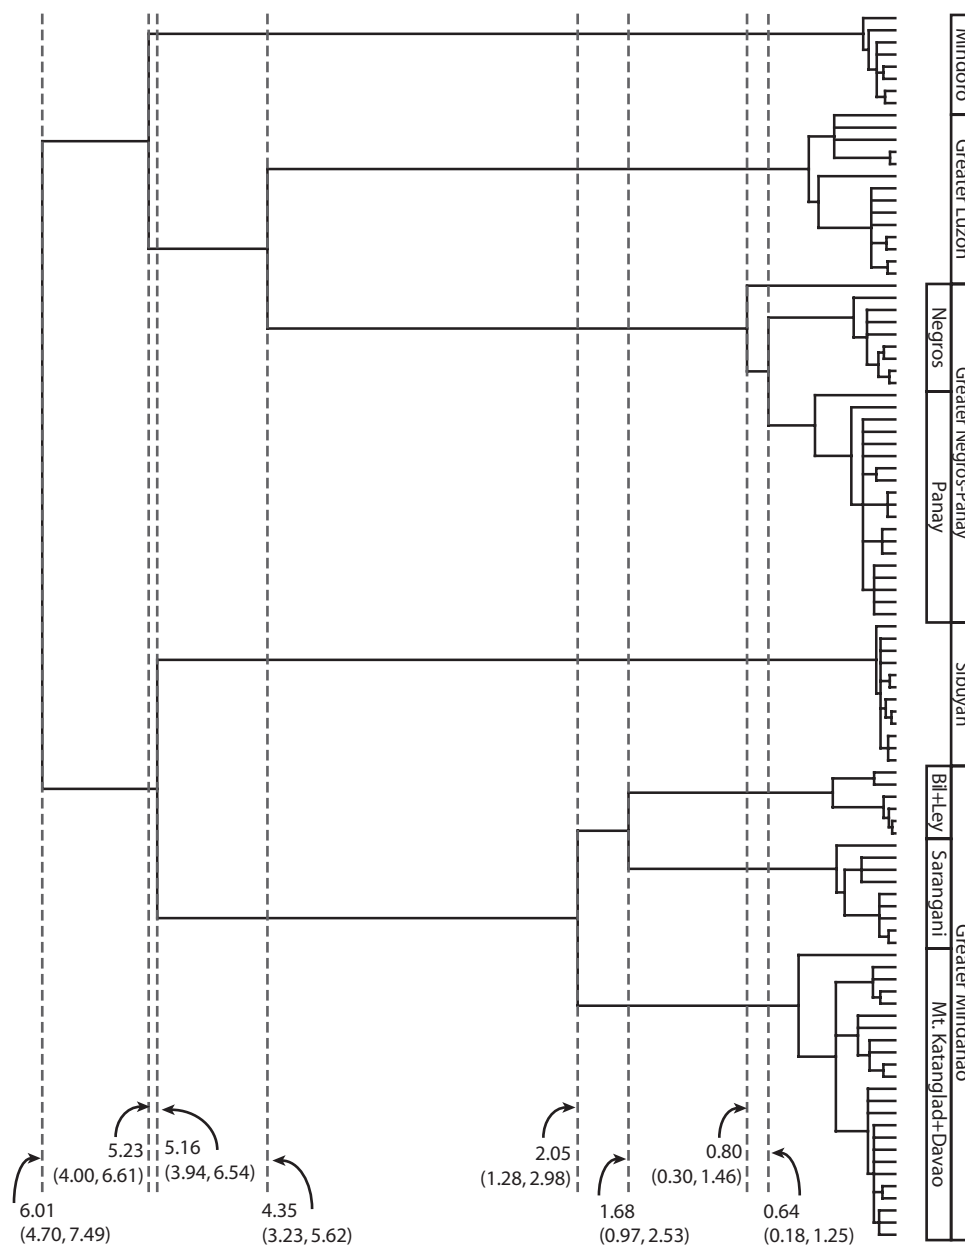 Mindoro
Greater Luzon
Negros
Greater Negros-Panay
Panay
Sibuyan
Bil+Ley
Sarangani
Greater Mindanao
Mt. Katanglad+Davao
5.23
(4.00, 6.61)
5.16
(3.94, 6.54)
2.05
(1.28, 2.98)
0.80
(0.30, 1.46)
6.01
(4.70, 7.49)
4.35
(3.23, 5.62)
1.68
(0.97, 2.53)
0.64
(0.18, 1.25)